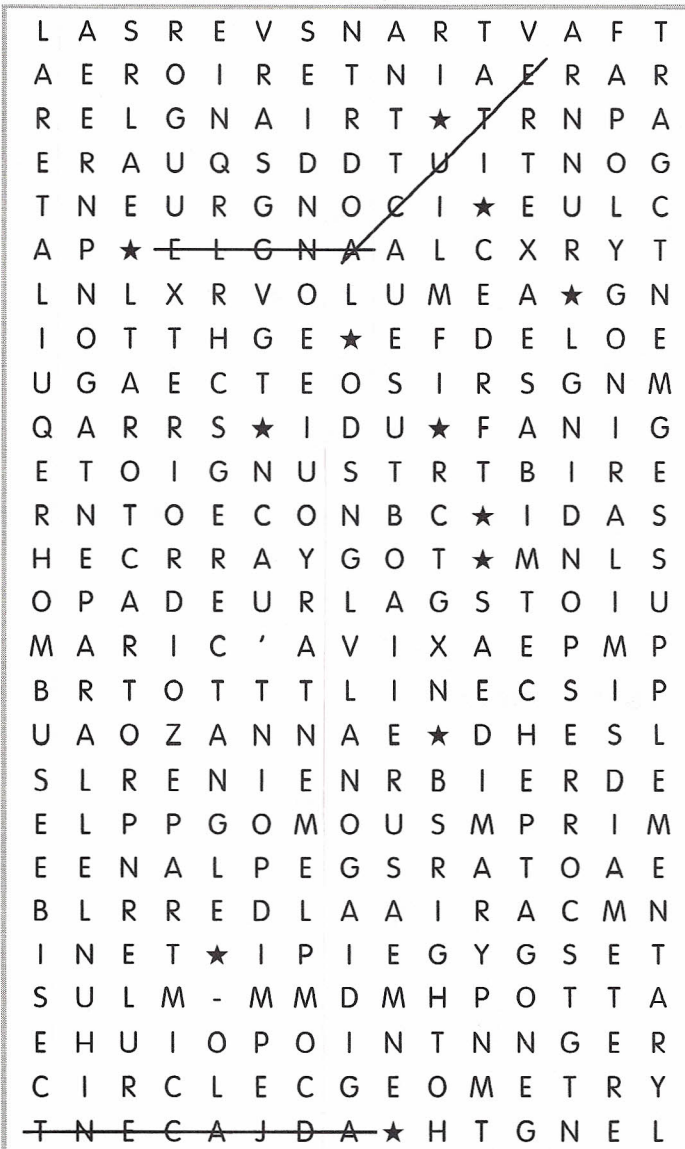 L A S R E V S N A R T V A F T
A E R O I R E T N I A E R A R
R E L G N A I R T ★ T R N P A
E R A U Q S D D T U I T N O G
T N E U R G N O C I ★ E U L C
A P ★ E L G N A A L C X R Y T
L N L X R V O L U M E A ★ G N
I O T T H G E ★ E F D E L O E
U G A E C T E O S I R S G N M
Q A R R S ★ I D U ★ F A N I G
E T O I G N U S T R T B I R E
R N T O E C O N B C ★ I D A S
H E C R R A Y G O T ★ M N L S
O P A D E U R L A G S T O I U
M A R I C ' A V I X A E P M P
B R T O T T T L I N E C S I P
U A O Z A N N A E ★ D H E S L
S L R E N I E N R B I E R D E
E L P P G O M O U S M P R I M
E E N A L P E G S R A T O A E
B L R R E D L A A I R A C M N
I N E T ★ I P I E G Y G S E T
S U L M - M M D M H P O T T A
E H U I O P O I N T N N G E R
C I R C L E C G E O M E T R Y
T N E C A J D A ★ H T G N E L